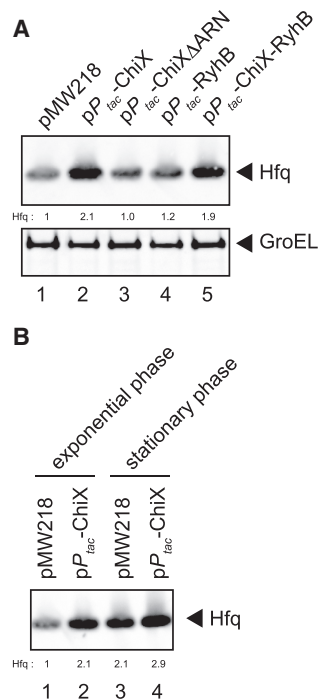 A
pMW218
pPtac-ChiX
pPtac-ChiXΔARN
pPtac-RyhB
pPtac-ChiX-RyhB
Hfq
Hfq : 1 2.1 1.0 1.2 1.9
GroEL
1 2 3 4 5
B
exponential phase
stationary phase
pMW218
pPtac-ChiX
pMW218
pPtac-ChiX
Hfq
Hfq : 1 2.1 2.1 2.9
1 2 3 4